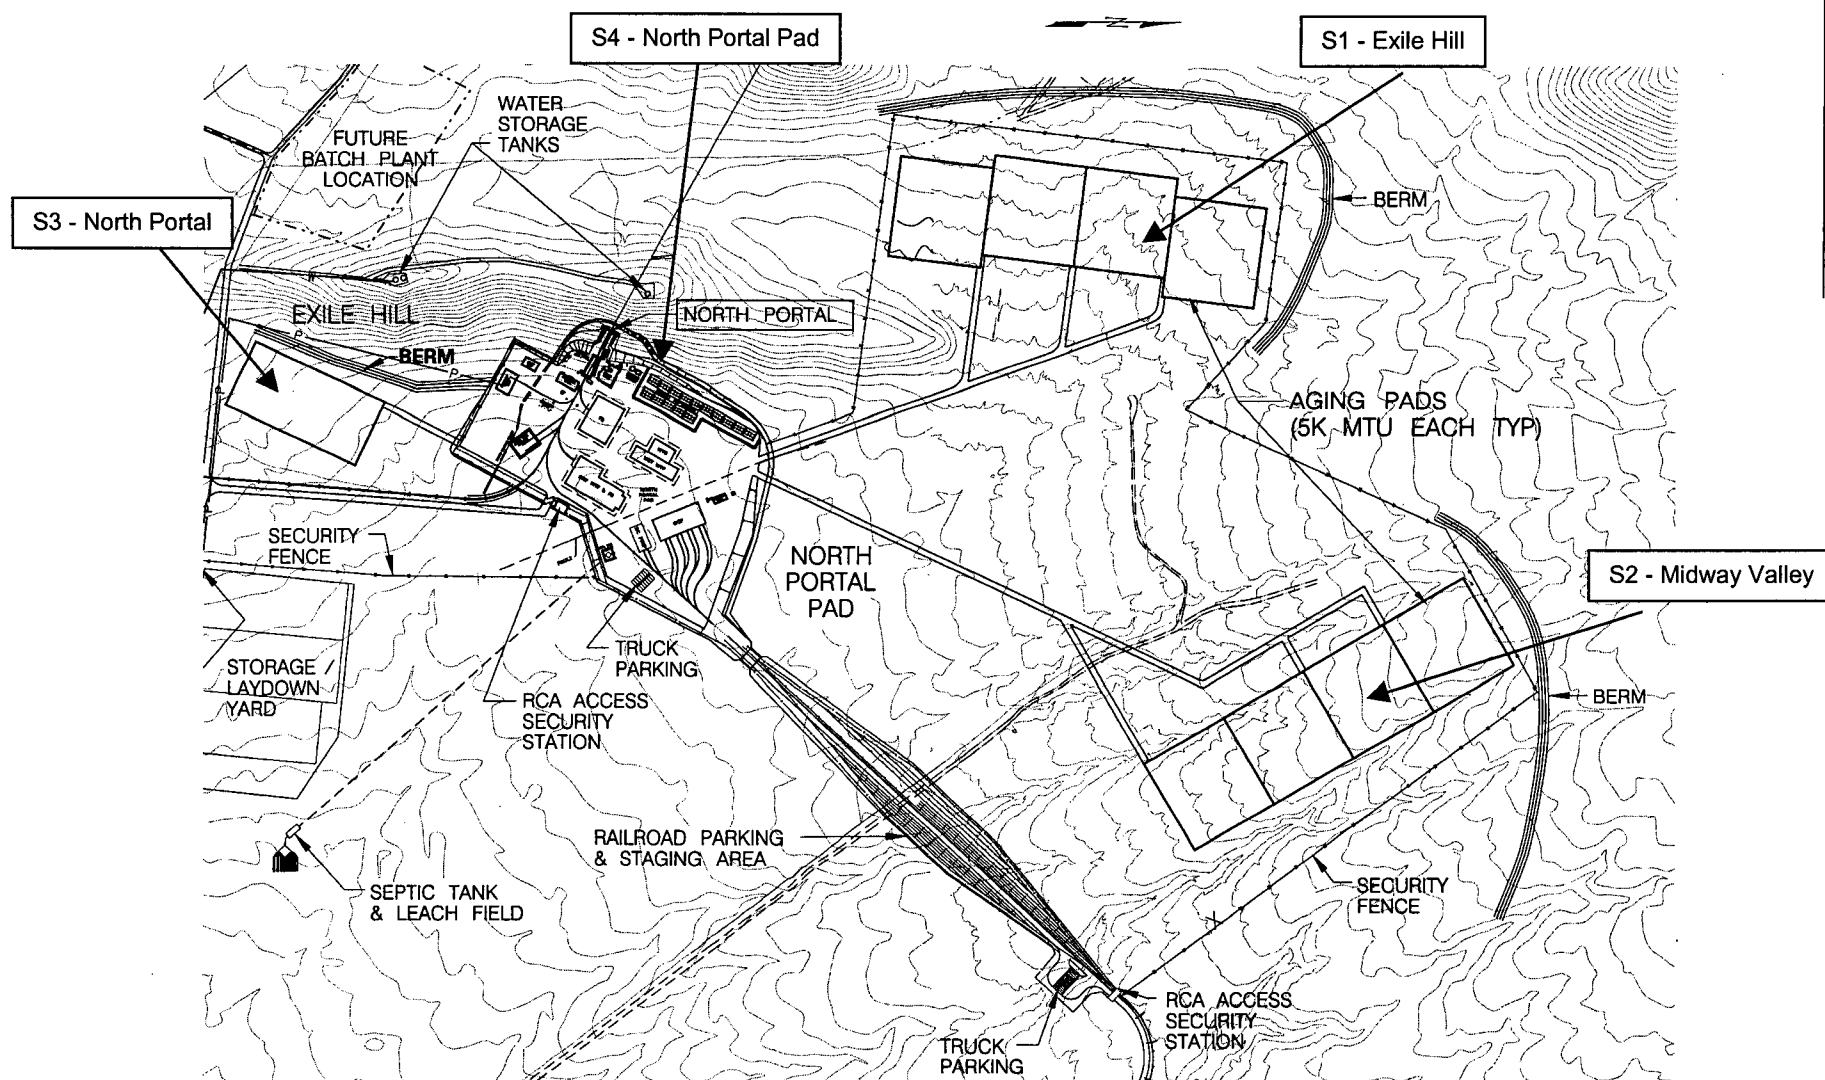 S4 - North Portal Pad
N
S1 - Exile Hill
WATER
STORAGE
TANKS
FUTURE
BATCH PLANT
LOCATION
BERM
S3 - North Portal
EXILE HILL
NORTH PORTAL
P
BERM
P
AGING PADS
(5K MTU EACH TYP)
SECURITY
FENCE
NORTH
PORTAL
PAD
S2 - Midway Valley
TRUCK
PARKING
STORAGE /
LAYDOWN
YARD
RCA ACCESS
SECURITY
STATION
BERM
RAILROAD PARKING
& STAGING AREA
SEPTIC TANK
& LEACH FIELD
SECURITY
FENCE
RCA ACCESS
SECURITY
STATION
TRUCK
PARKING